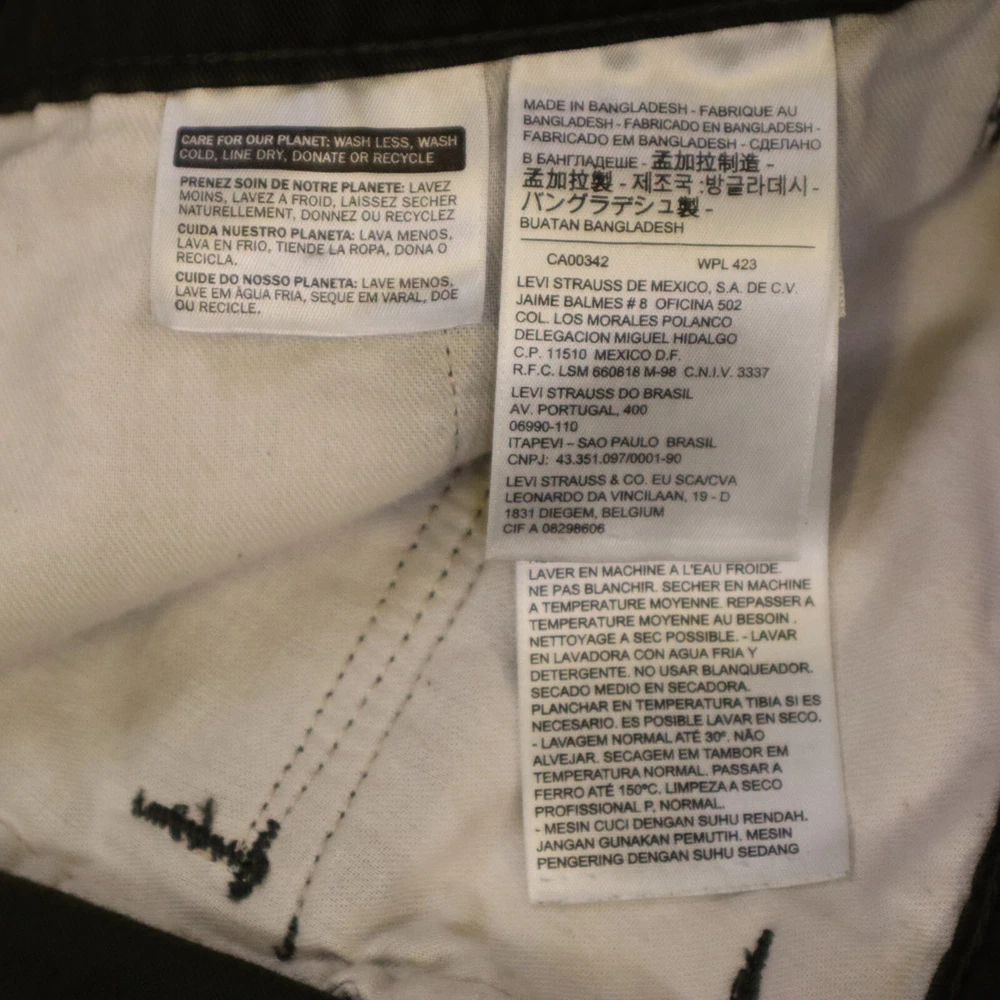 CARE FOR OUR PLANET: WASH LESS, WASH
COLD, LINE DRY, DONATE OR RECYCLE
PRENEZ SOIN DE NOTRE PLANETE: LAVEZ
MOINS, LAVEZ A FROID, LAISSEZ SECHER
NATURELLEMENT, DONNEZ OU RECYCLEZ
CUIDA NUESTRO PLANETA: LAVA MENOS,
LAVA EN FRIO, TIENDE LA ROPA, DONA O
RECICLA.
CUIDE DO NOSSO PLANETA: LAVE MENOS,
LAVE EM ÁGUA FRIA, SEQUE EM VARAL, DOE
OU RECICLE.
MADE IN BANGLADESH - FABRIQUE AU
BANGLADESH - FABRICADO EN BANGLADESH -
FABRICADO EM BANGLADESH - СДЕЛАНО
В БАНГЛАДЕШЕ - 孟加拉制造 -
孟加拉製 - 제조국 :방글라데시 -
バングラデシュ製 -
BUATAN BANGLADESH
CA00342 WPL 423
LEVI STRAUSS DE MEXICO, S.A. DE C.V.
JAIME BALMES # 8 OFICINA 502
COL. LOS MORALES POLANCO
DELEGACION MIGUEL HIDALGO
C.P. 11510 MEXICO D.F.
R.F.C. LSM 660818 M-98 C.N.I.V. 3337
LEVI STRAUSS DO BRASIL
AV. PORTUGAL, 400
06990-110
ITAPEVI – SAO PAULO BRASIL
CNPJ: 43.351.097/0001-90
LEVI STRAUSS & CO. EU SCA/CVA
LEONARDO DA VINCILAAN, 19 - D
1831 DIEGEM, BELGIUM
CIF A 08298606
LAVER EN MACHINE A L'EAU FROIDE.
NE PAS BLANCHIR. SECHER EN MACHINE
A TEMPERATURE MOYENNE. REPASSER A
TEMPERATURE MOYENNE AU BESOIN .
NETTOYAGE A SEC POSSIBLE. - LAVAR
EN LAVADORA CON AGUA FRIA Y
DETERGENTE. NO USAR BLANQUEADOR.
SECADO MEDIO EN SECADORA.
PLANCHAR EN TEMPERATURA TIBIA SI ES
NECESARIO. ES POSIBLE LAVAR EN SECO.
- LAVAGEM NORMAL ATÉ 30º. NÃO
ALVEJAR. SECAGEM EM TAMBOR EM
TEMPERATURA NORMAL. PASSAR A
FERRO ATÉ 150ºC. LIMPEZA A SECO
PROFISSIONAL P, NORMAL.
- MESIN CUCI DENGAN SUHU RENDAH.
JANGAN GUNAKAN PEMUTIH. MESIN
PENGERING DENGAN SUHU SEDANG